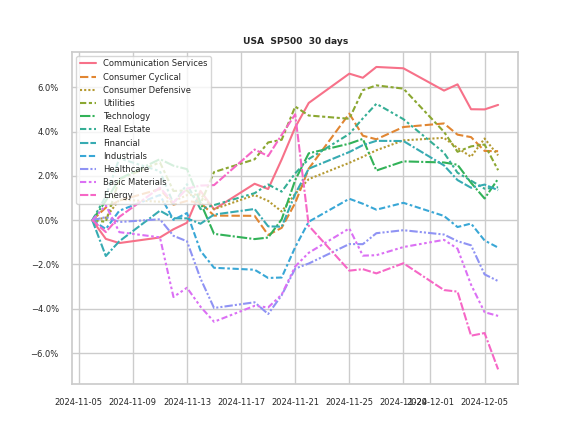 USA SP500 30 days
Communication Services
Consumer Cyclical
Consumer Defensive
Utilities
Technology
Real Estate
Financial
Industrials
Healthcare
Basic Materials
Energy
6.0%
4.0%
2.0%
0.0%
−2.0%
−4.0%
−6.0%
2024-11-05 2024-11-09 2024-11-13 2024-11-17 2024-11-21 2024-11-25 2024-11-29 2024-12-01 2024-12-05